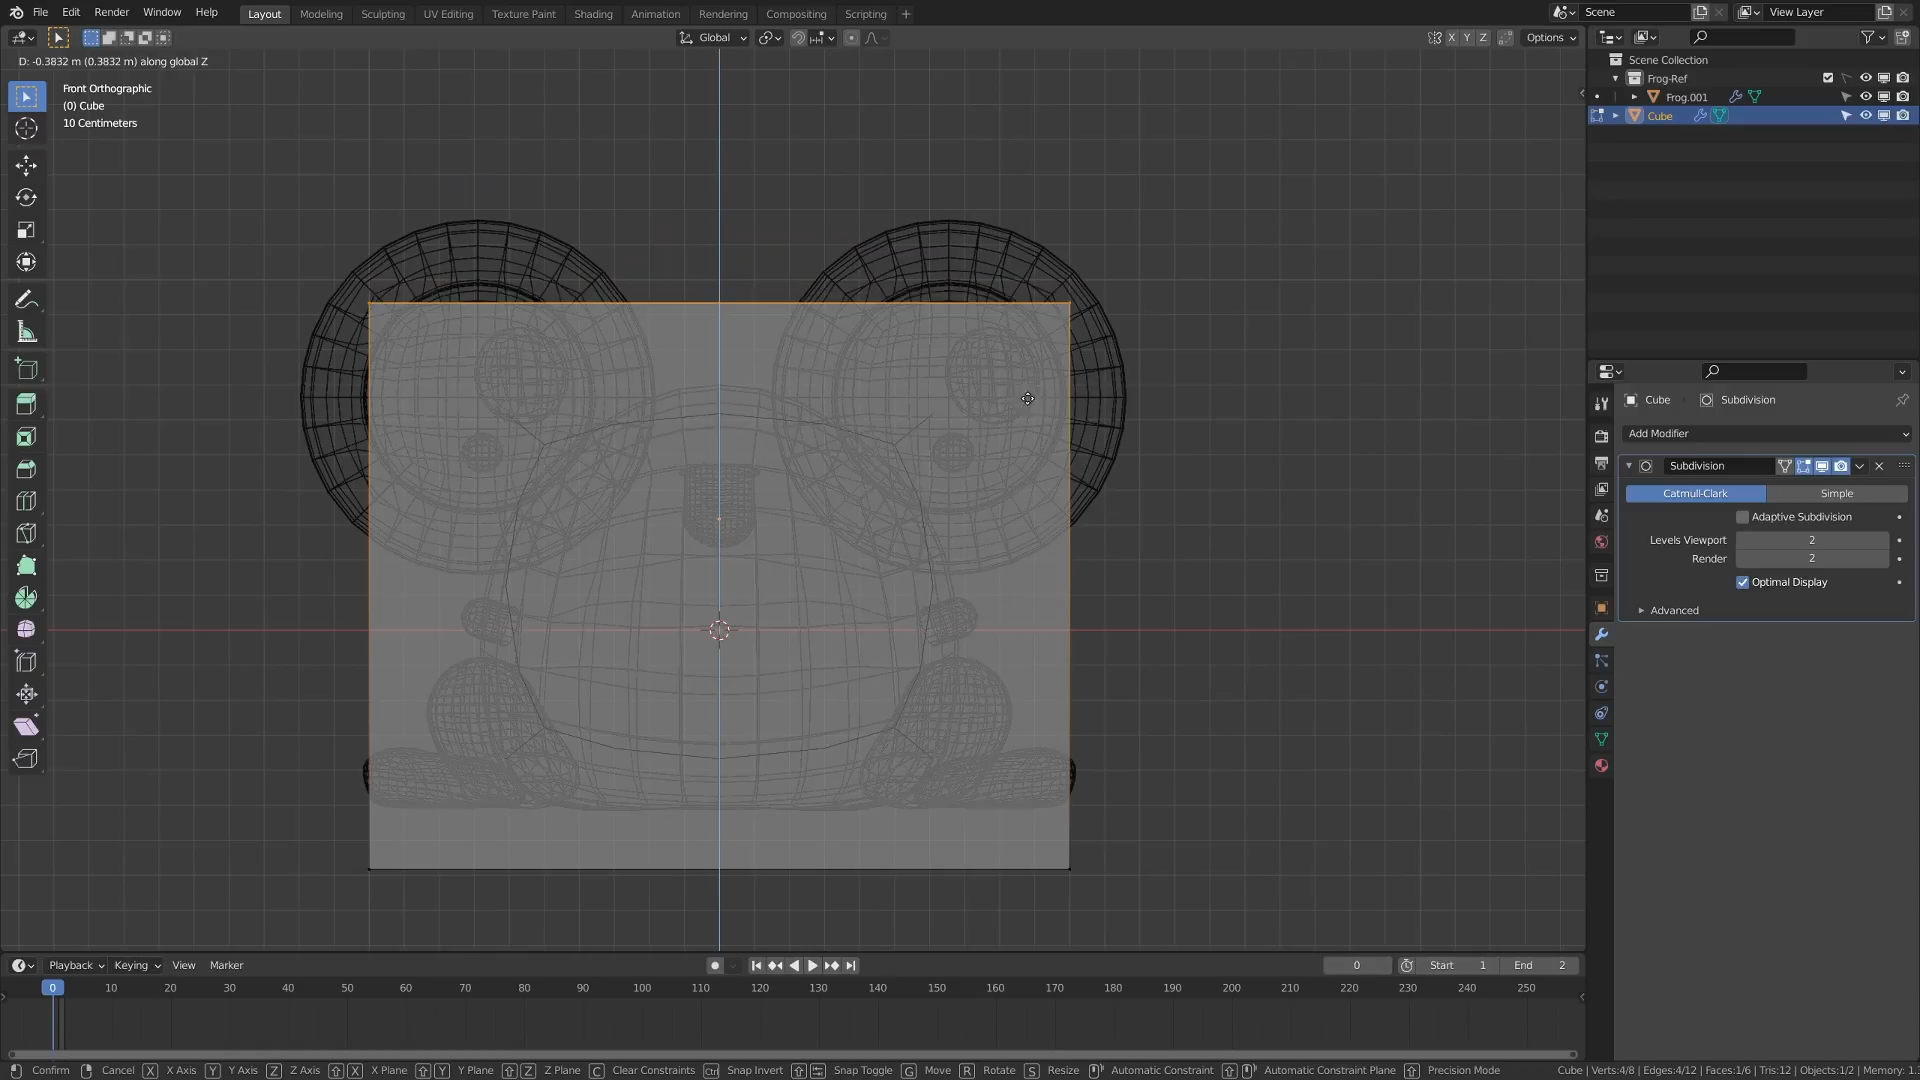 File Edit Render Window Help Layout Modeling Sculpting UV Editing Texture Paint Shading Animation Rendering Compositing Scripting + Scene View Layer
Global X Y Z Options
D: -0.3832 m (0.3832 m) along global Z
Front Orthographic
(0) Cube
10 Centimeters
Scene Collection
Frog-Ref
Frog.001
Cube
Cube › Subdivision
Add Modifier
Subdivision
Catmull-Clark Simple
Adaptive Subdivision
Levels Viewport 2
Render 2
Optimal Display
Advanced
Playback Keying View Marker 0 Start 1 End 2
0 10 20 30 40 50 60 70 80 90 100 110 120 130 140 150 160 170 180 190 200 210 220 230 240 250
Confirm Cancel X X Axis Y Y Axis Z Z Axis X X Plane Y Y Plane Z Z Plane C Clear Constraints Ctrl Snap Invert Snap Toggle G Move R Rotate S Resize Automatic Constraint Automatic Constraint Plane Precision Mode Cube | Verts:4/8 | Edges:4/12 | Faces:1/6 | Tris:12 | Objects:1/2 | Memory: 1.